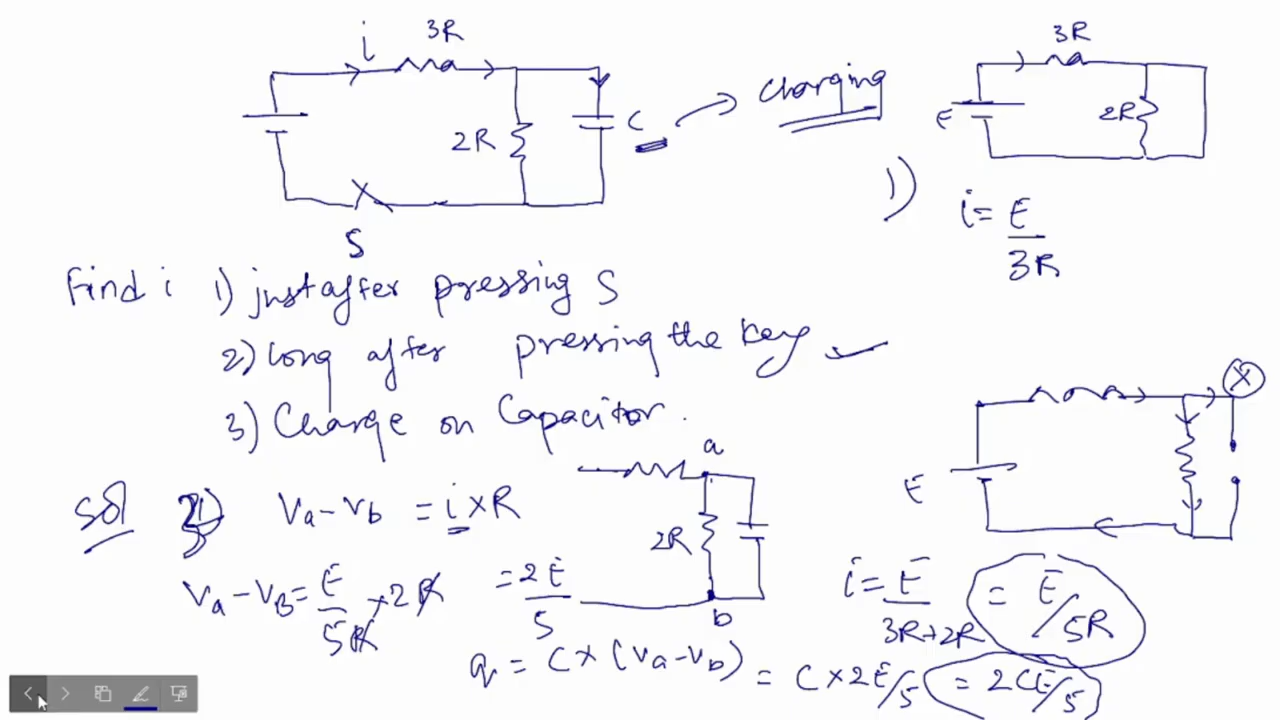 i
3R
2R
C
S
charging
3R
E
2R
1)
i = E/3R
Find i 1) just after pressing S
2) long after pressing the key
3) Charge on Capacitor.
X
E
i = E/(3R+2R) = E/5R
Sol
Va - Vb = i × R
a
2R
b
Va - VB = E/5R × 2R = 2E/5
q = C × (Va - Vb) = C × 2E/5 = 2CE/5